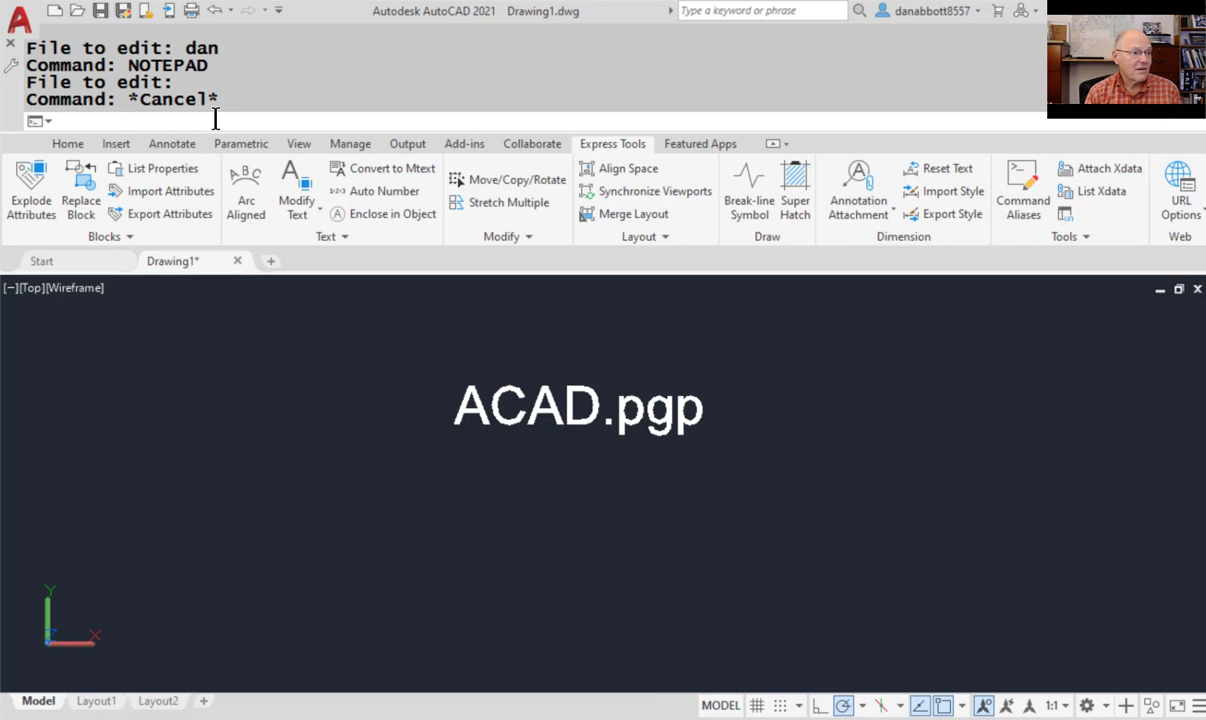 Autodesk AutoCAD 2021 Drawing1.dwg Type a keyword or phrase danabbott8557
File to edit: dan
Command: NOTEPAD
File to edit:
Command: *Cancel*
Home Insert Annotate Parametric View Manage Output Add-ins Collaborate Express Tools Featured Apps
Explode Attributes
Replace Block
List Properties
Import Attributes
Export Attributes
Arc Aligned
Modify Text
Convert to Mtext
Auto Number
Enclose in Object
Move/Copy/Rotate
Stretch Multiple
Align Space
Synchronize Viewports
Merge Layout
Break-line Symbol
Super Hatch
Annotation Attachment
Reset Text
Import Style
Export Style
Command Aliases
Attach Xdata
List Xdata
URL Options
Blocks Text Modify Layout Draw Dimension Tools Web
Start Drawing1*
[−][Top][Wireframe]
ACAD.pgp
Y
X
Model Layout1 Layout2 MODEL 1:1